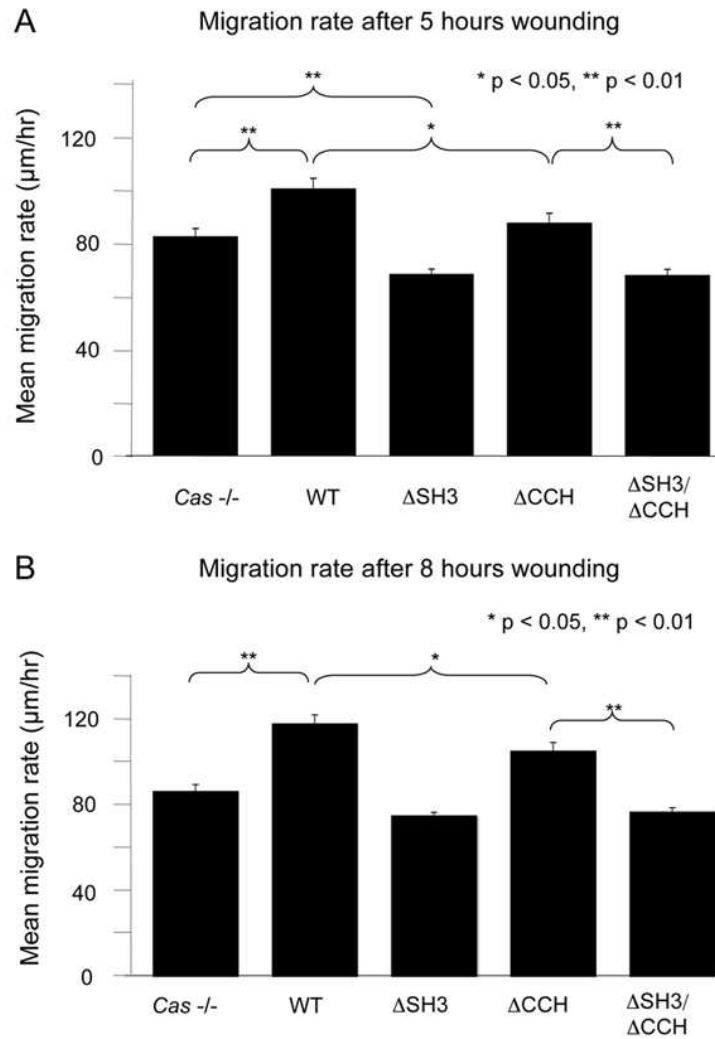 A
Migration rate after 5 hours wounding
* p < 0.05, ** p < 0.01
**
**
*
**
Mean migration rate (µm/hr)
120
80
40
0
Cas -/-
WT
ΔSH3
ΔCCH
ΔSH3/
ΔCCH
B
Migration rate after 8 hours wounding
* p < 0.05, ** p < 0.01
**
*
**
Mean migration rate (µm/hr)
120
80
40
0
Cas -/-
WT
ΔSH3
ΔCCH
ΔSH3/
ΔCCH